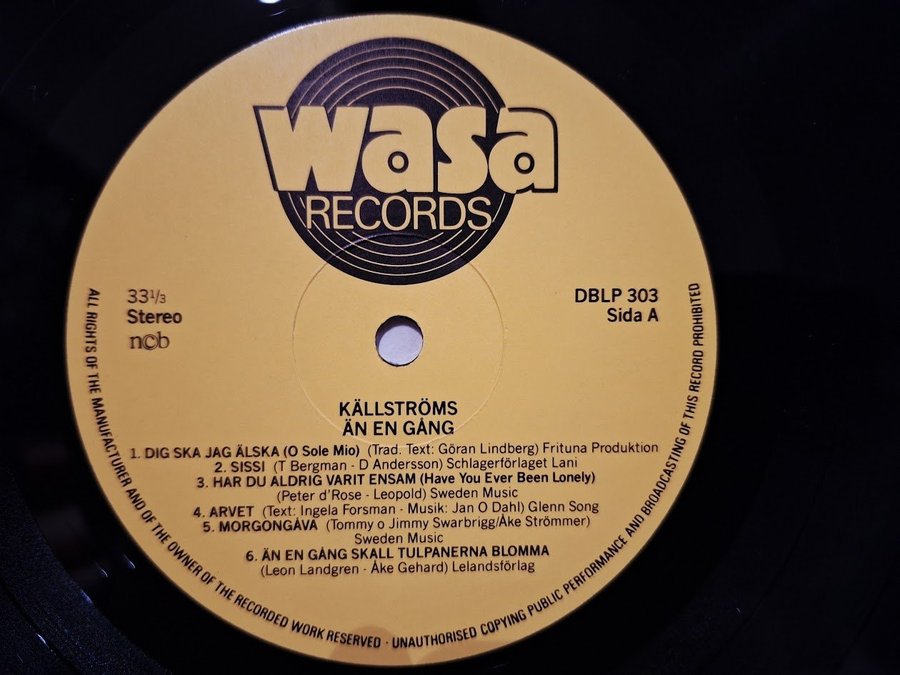 wasa
RECORDS
33 1/3
Stereo
n©b
DBLP 303
Sida A
KÄLLSTRÖMS
ÄN EN GÅNG
1. DIG SKA JAG ÄLSKA (O Sole Mio) (Trad. Text: Göran Lindberg) Frituna Produktion
2. SISSI (T Bergman - D Andersson) Schlagerförlaget Lani
3. HAR DU ALDRIG VARIT ENSAM (Have You Ever Been Lonely)
(Peter d'Rose - Leopold) Sweden Music
4. ARVET (Text: Ingela Forsman - Musik: Jan O Dahl) Glenn Song
5. MORGONGÅVA (Tommy o Jimmy Swarbrigg/Åke Strömmer)
Sweden Music
6. ÄN EN GÅNG SKALL TULPANERNA BLOMMA
(Leon Landgren - Åke Gehard) Lelandsförlag
ALL RIGHTS OF THE MANUFACTURER AND OF THE OWNER OF THE RECORDED WORK RESERVED · UNAUTHORISED COPYING PUBLIC PERFORMANCE AND BROADCASTING OF THIS RECORD PROHIBITED